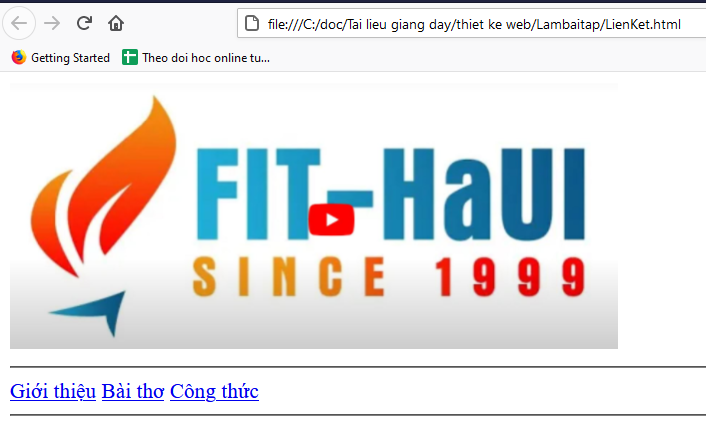 file:///C:/doc/Tai lieu giang day/thiet ke web/Lambaitap/LienKet.html
Getting Started Theo doi hoc online tu...
FIT-HaUI
SINCE 1999
Giới thiệu Bài thơ Công thức